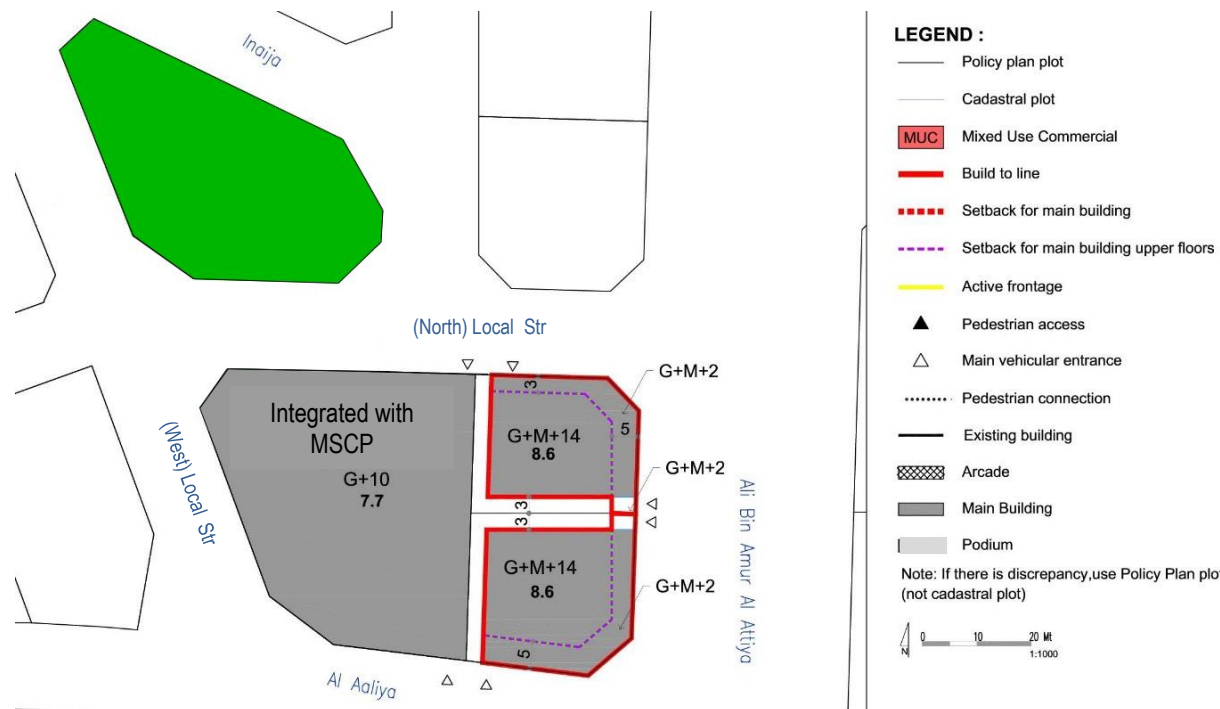 Inaija
(North) Local Str
(West) Local Str
Integrated with
MSCP
G+10
7.7
3
G+M+2
5
G+M+14
8.6
G+M+2
3
3
G+M+14
8.6
G+M+2
5
Ali Bin Amur Al Attiya
Al Aaliya
LEGEND :
Policy plan plot
Cadastral plot
MUC Mixed Use Commercial
Build to line
Setback for main building
Setback for main building upper floors
Active frontage
Pedestrian access
Main vehicular entrance
Pedestrian connection
Existing building
Arcade
Main Building
Podium
Note: If there is discrepancy,use Policy Plan plo
(not cadastral plot)
N
0 10 20 Mt
1:1000